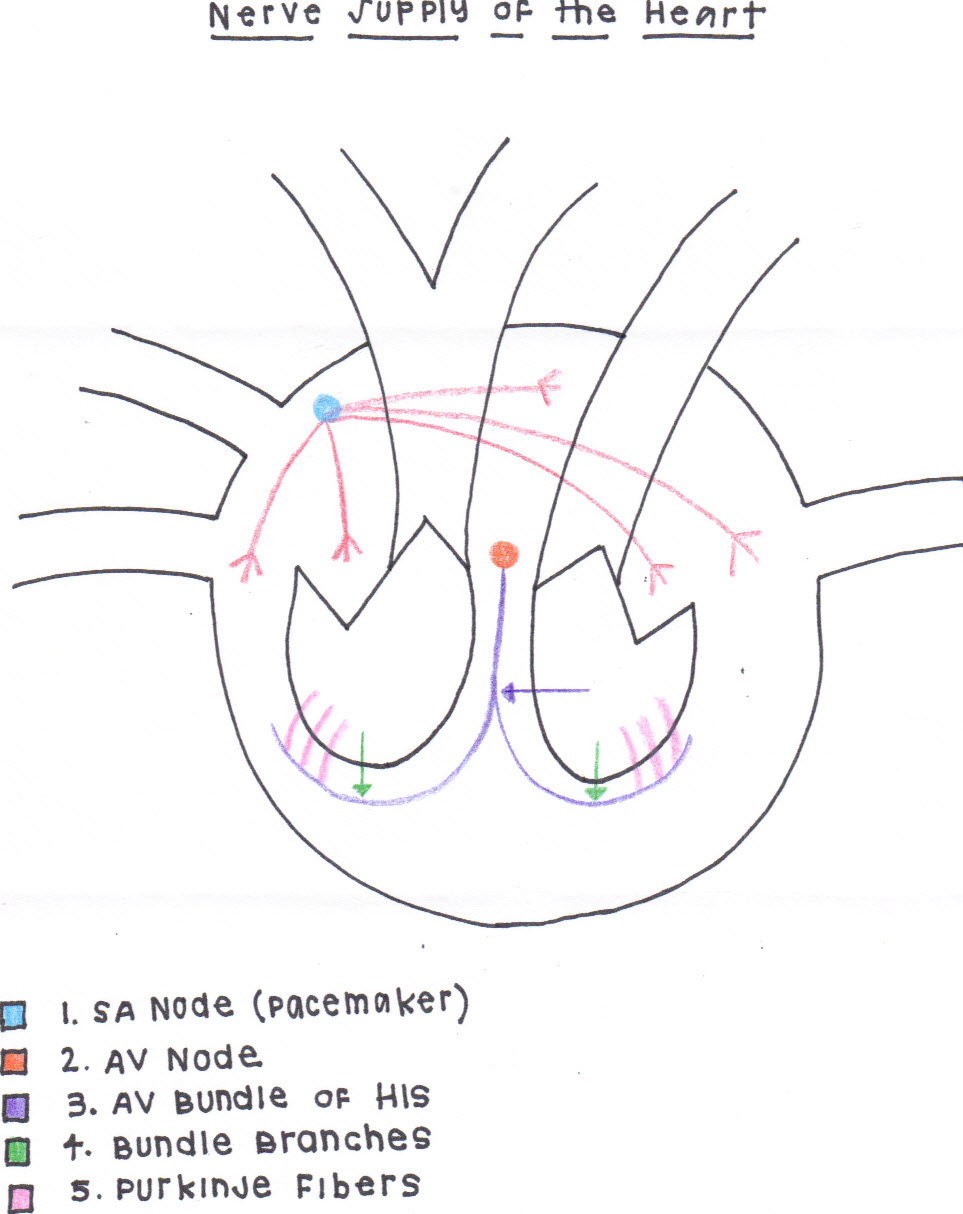 Nerve Supply of the Heart
1. SA Node (pacemaker)
2. AV Node
3. AV Bundle of His
4. Bundle Branches
5. Purkinje Fibers